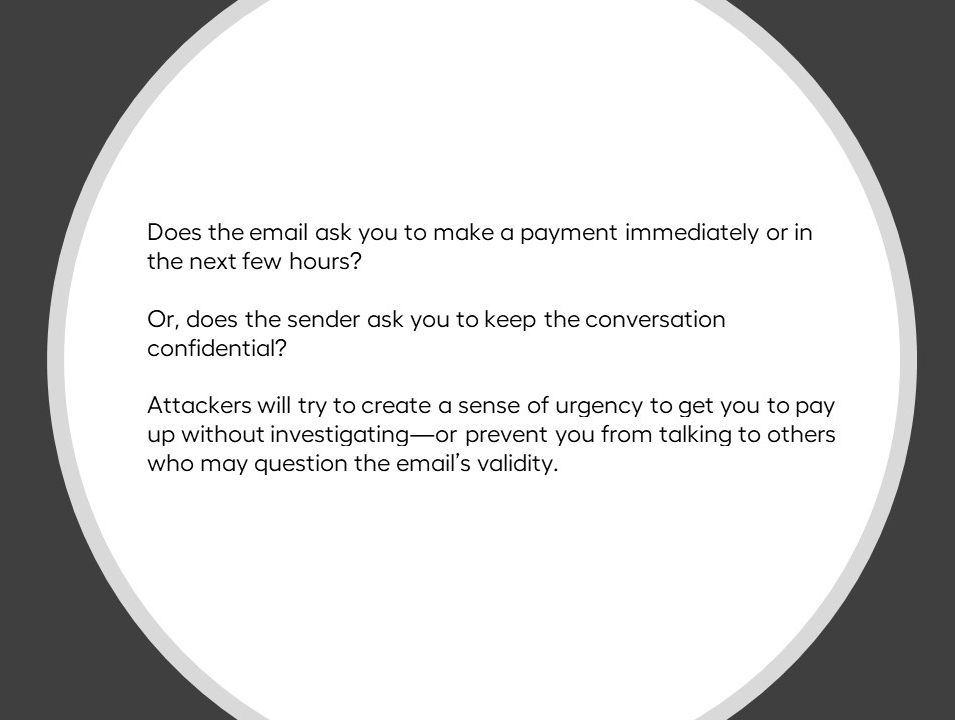 Does the email ask you to make a payment immediately or in
the next few hours?
Or, does the sender ask you to keep the conversation
confidential?
Attackers will try to create a sense of urgency to get you to pay
up without investigating—or prevent you from talking to others
who may question the email’s validity.